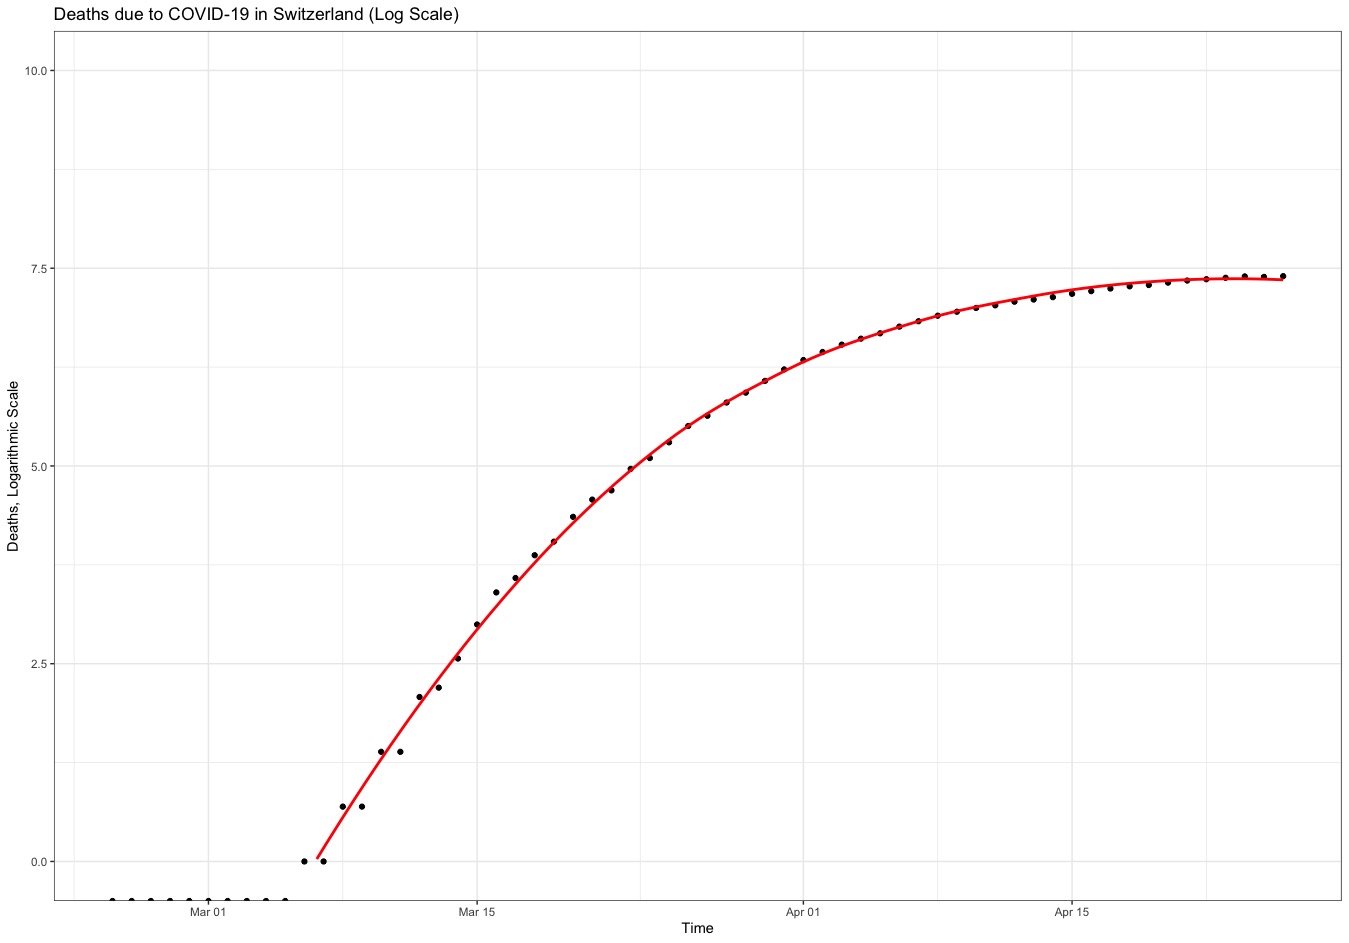 Deaths due to COVID-19 in Switzerland (Log Scale)
10.0
7.5
5.0
2.5
0.0
Deaths, Logarithmic Scale
Mar 01
Mar 15
Apr 01
Apr 15
Time